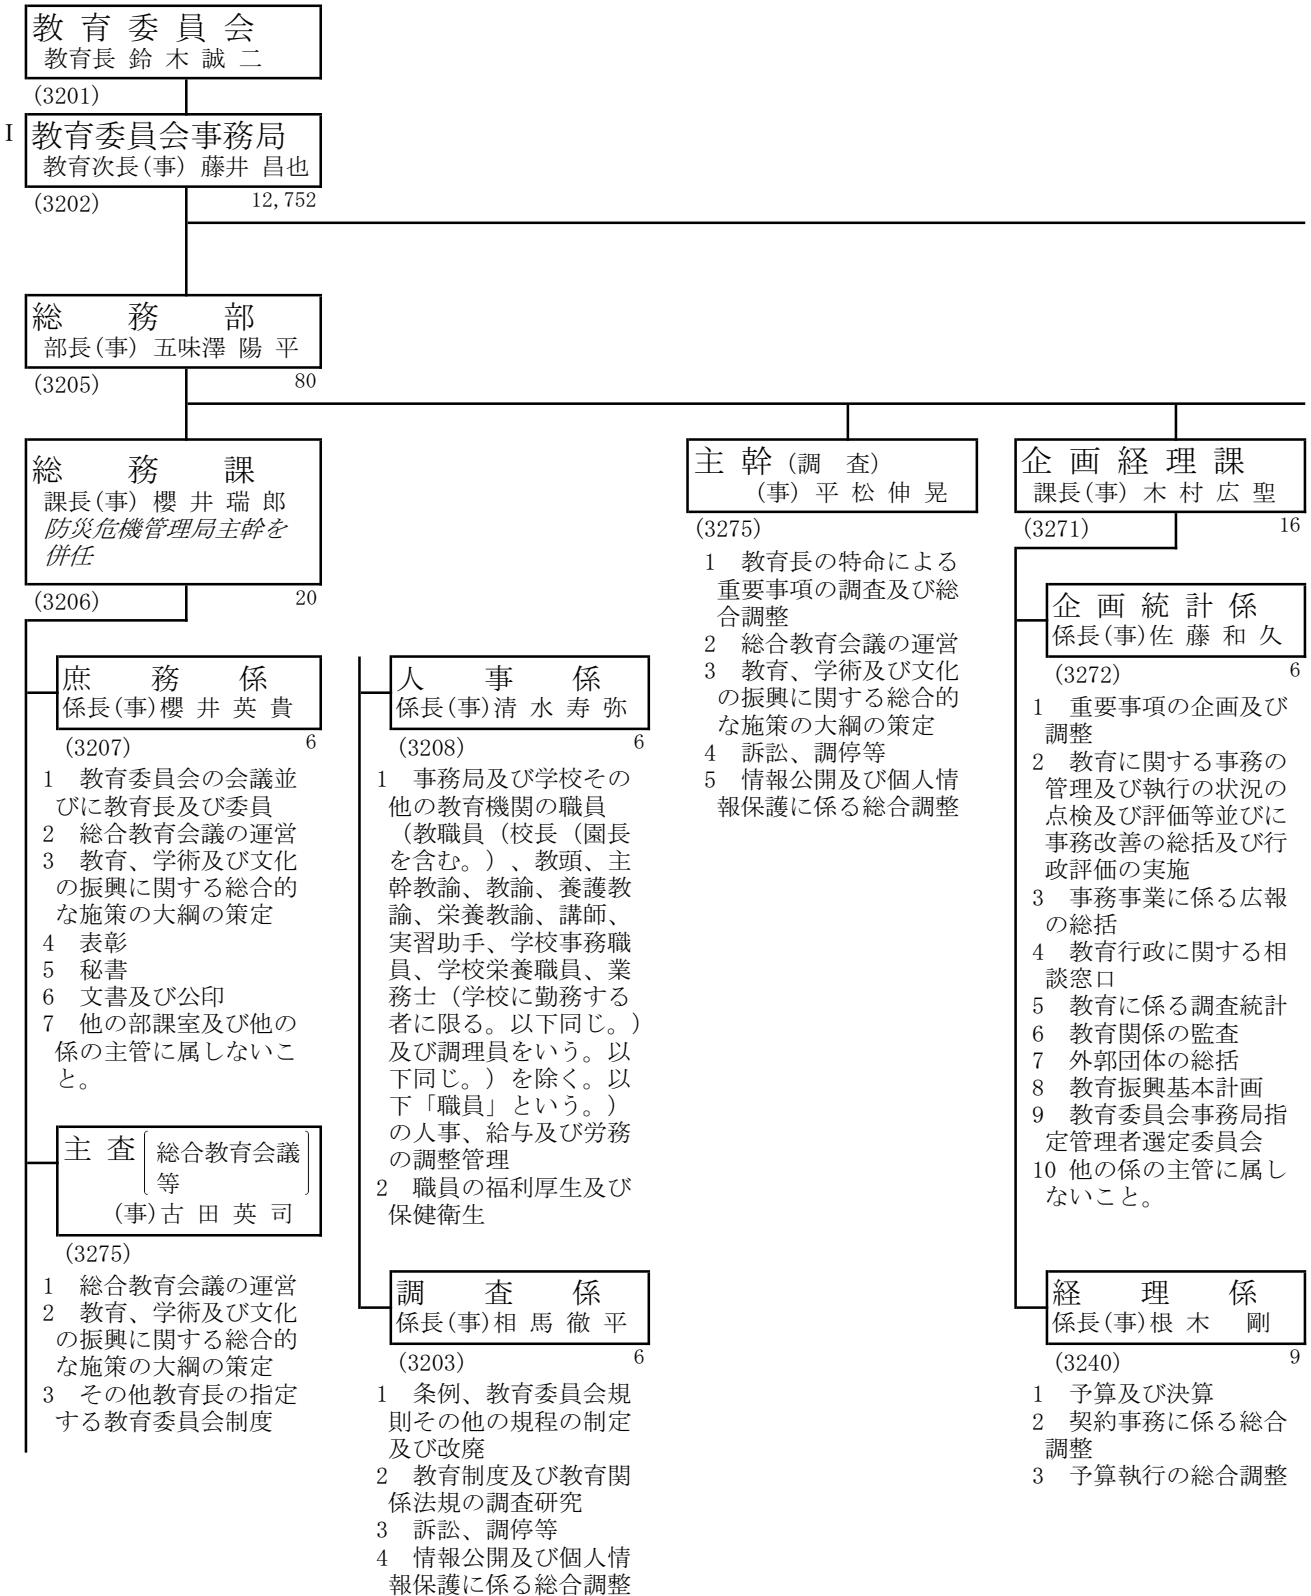 教育委員会
教育長 鈴木誠二
(3201)
I
教育委員会事務局
教育次長(事) 藤井 昌也
(3202) 12,752
総務部
部長(事) 五味澤 陽平
(3205) 80
総務課
課長(事) 櫻井瑞郎
防災危機管理局主幹を
併任
(3206) 20
庶務係
係長(事)櫻井英貴
(3207) 6
1 教育委員会の会議並
びに教育長及び委員
2 総合教育会議の運営
3 教育、学術及び文化
の振興に関する総合的
な施策の大綱の策定
4 表彰
5 秘書
6 文書及び公印
7 他の部課室及び他の
係の主管に属しないこ
と。
主査 総合教育会議
等
(事)古田英司
(3275)
1 総合教育会議の運営
2 教育、学術及び文化
の振興に関する総合的
な施策の大綱の策定
3 その他教育長の指定
する教育委員会制度
人事係
係長(事)清水寿弥
(3208) 6
1 事務局及び学校その
他の教育機関の職員
(教職員(校長(園長
を含む。)、教頭、主
幹教諭、教諭、養護教
諭、栄養教諭、講師、
実習助手、学校事務職
員、学校栄養職員、業
務士(学校に勤務する
者に限る。以下同じ。)
及び調理員をいう。以
下同じ。)を除く。以
下「職員」という。)
の人事、給与及び労務
の調整管理
2 職員の福利厚生及び
保健衛生
調査係
係長(事)相馬徹平
(3203) 6
1 条例、教育委員会規
則その他の規程の制定
及び改廃
2 教育制度及び教育関
係法規の調査研究
3 訴訟、調停等
4 情報公開及び個人情
報保護に係る総合調整
主幹(調 査)
(事) 平松伸晃
(3275)
1 教育長の特命による
重要事項の調査及び総
合調整
2 総合教育会議の運営
3 教育、学術及び文化
の振興に関する総合的
な施策の大綱の策定
4 訴訟、調停等
5 情報公開及び個人情
報保護に係る総合調整
企画経理課
課長(事) 木村広聖
(3271) 16
企画統計係
係長(事)佐藤和久
(3272) 6
1 重要事項の企画及び
調整
2 教育に関する事務の
管理及び執行の状況の
点検及び評価等並びに
事務改善の総括及び行
政評価の実施
3 事務事業に係る広報
の総括
4 教育行政に関する相
談窓口
5 教育に係る調査統計
6 教育関係の監査
7 外郭団体の総括
8 教育振興基本計画
9 教育委員会事務局指
定管理者選定委員会
10 他の係の主管に属し
ないこと。
経理係
係長(事)根木 剛
(3240) 9
1 予算及び決算
2 契約事務に係る総合
調整
3 予算執行の総合調整